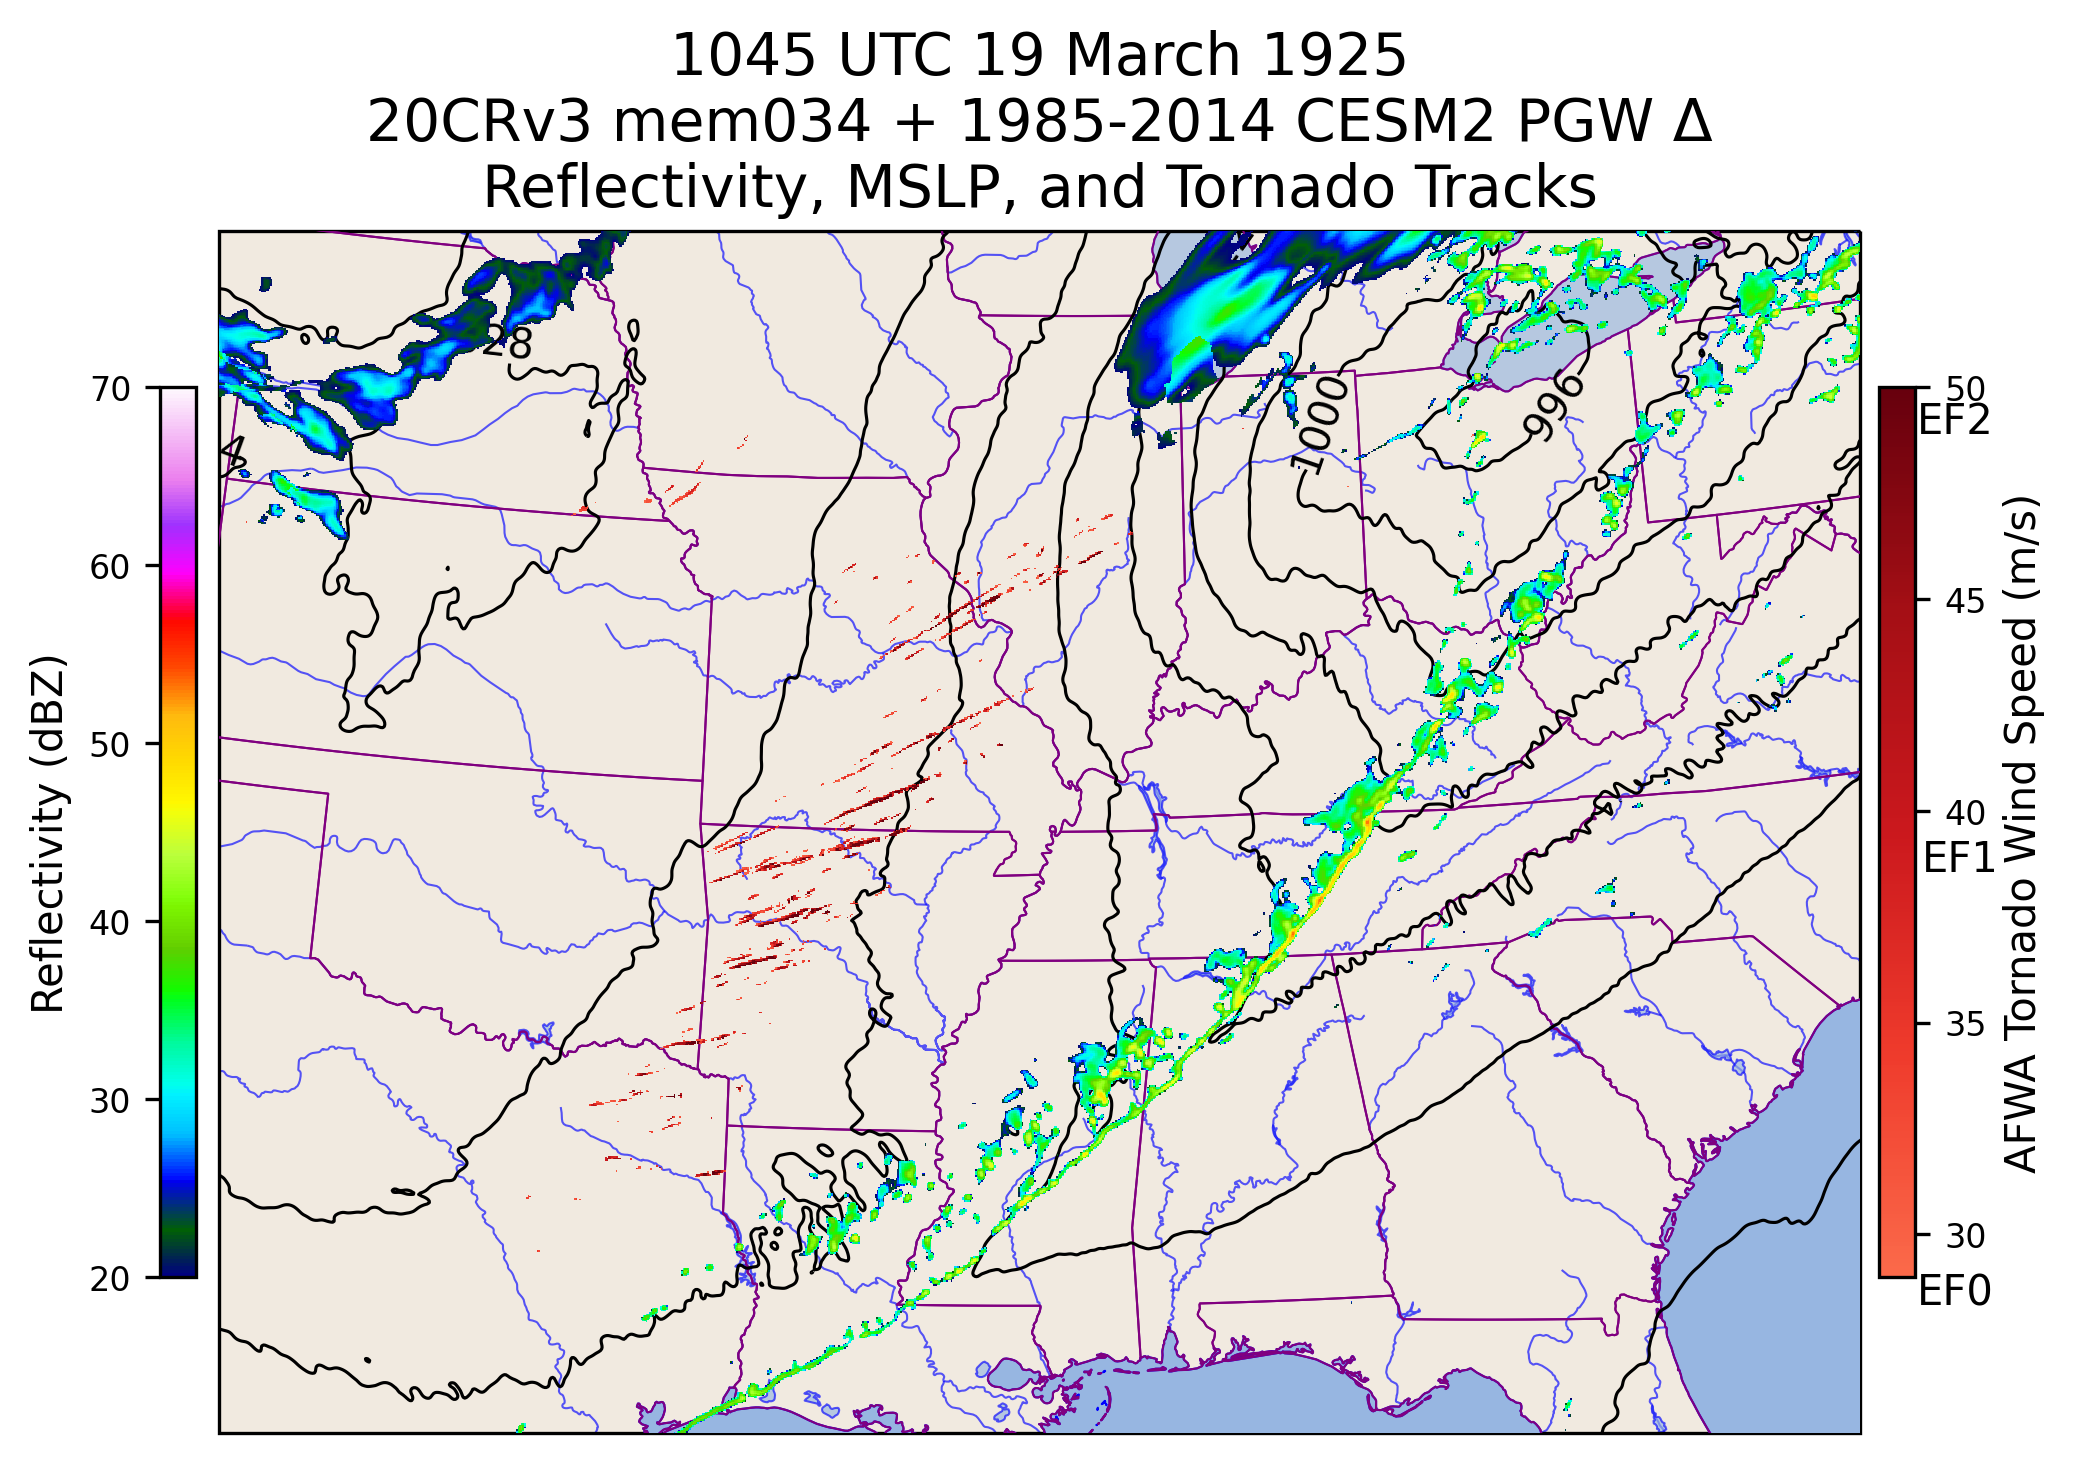 1045 UTC 19 March 1925
20CRv3 mem034 + 1985-2014 CESM2 PGW Δ
Reflectivity, MSLP, and Tornado Tracks
28
4
1000
996
70
60
50
40
30
20
Reflectivity (dBZ)
50
EF2
45
40
EF1
35
30
EF0
AFWA Tornado Wind Speed (m/s)